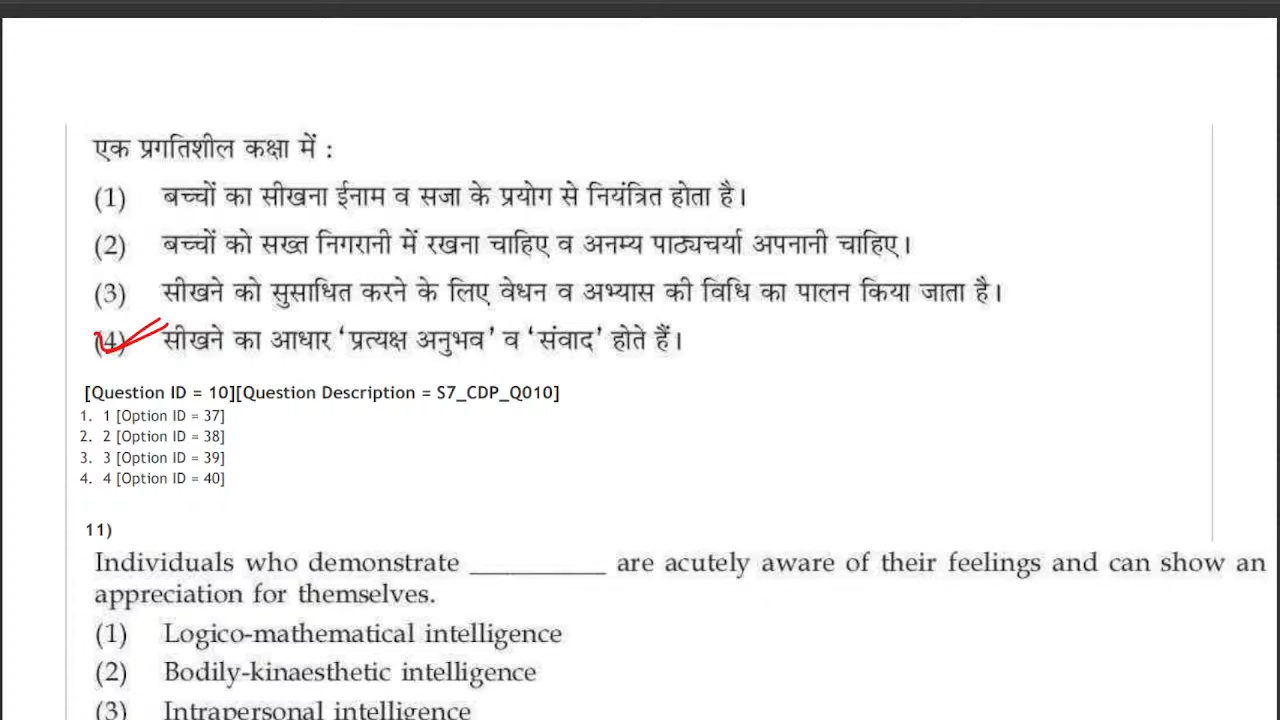 एक प्रगतिशील कक्षा में :
(1) बच्चों का सीखना ईनाम व सजा के प्रयोग से नियंत्रित होता है।
(2) बच्चों को सख्त निगरानी में रखना चाहिए व अनम्य पाठ्यचर्या अपनानी चाहिए।
(3) सीखने को सुसाधित करने के लिए वेधन व अभ्यास की विधि का पालन किया जाता है।
(4) सीखने का आधार ‘प्रत्यक्ष अनुभव’ व ‘संवाद’ होते हैं।
[Question ID = 10][Question Description = S7_CDP_Q010]
1. 1 [Option ID = 37]
2. 2 [Option ID = 38]
3. 3 [Option ID = 39]
4. 4 [Option ID = 40]
11)
Individuals who demonstrate __________ are acutely aware of their feelings and can show an
appreciation for themselves.
(1) Logico-mathematical intelligence
(2) Bodily-kinaesthetic intelligence
(3) Intrapersonal intelligence